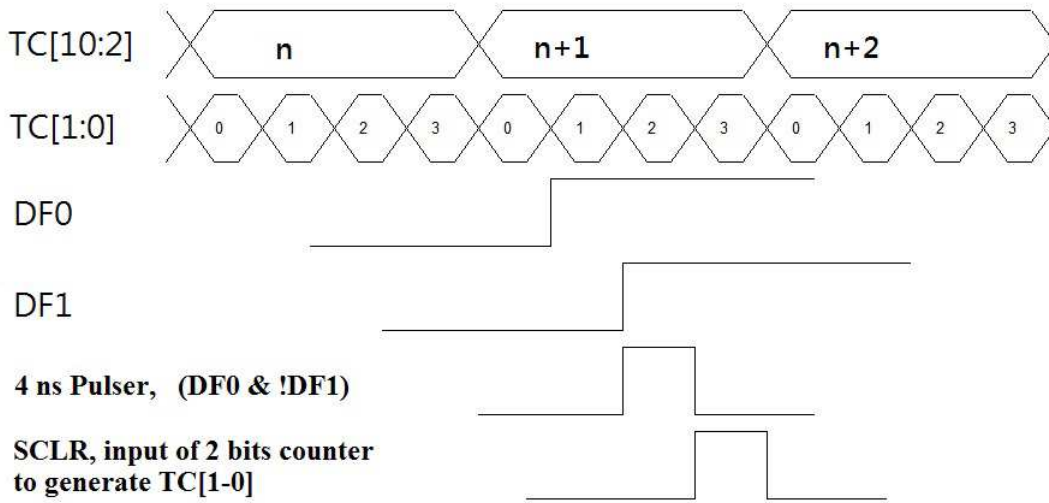 TC[10:2] n n+1 n+2
TC[1:0] 0 1 2 3 0 1 2 3 0 1 2 3
DF0
DF1
4 ns Pulser, (DF0 & !DF1)
SCLR, input of 2 bits counter
to generate TC[1-0]